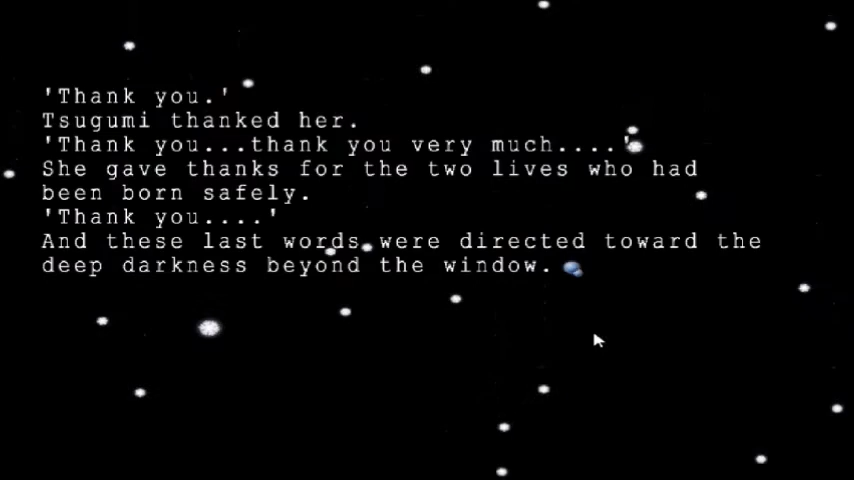 'Thank you.'
Tsugumi thanked her.
'Thank you...thank you very much....'
She gave thanks for the two lives who had
been born safely.
'Thank you....'
And these last words were directed toward the
deep darkness beyond the window.